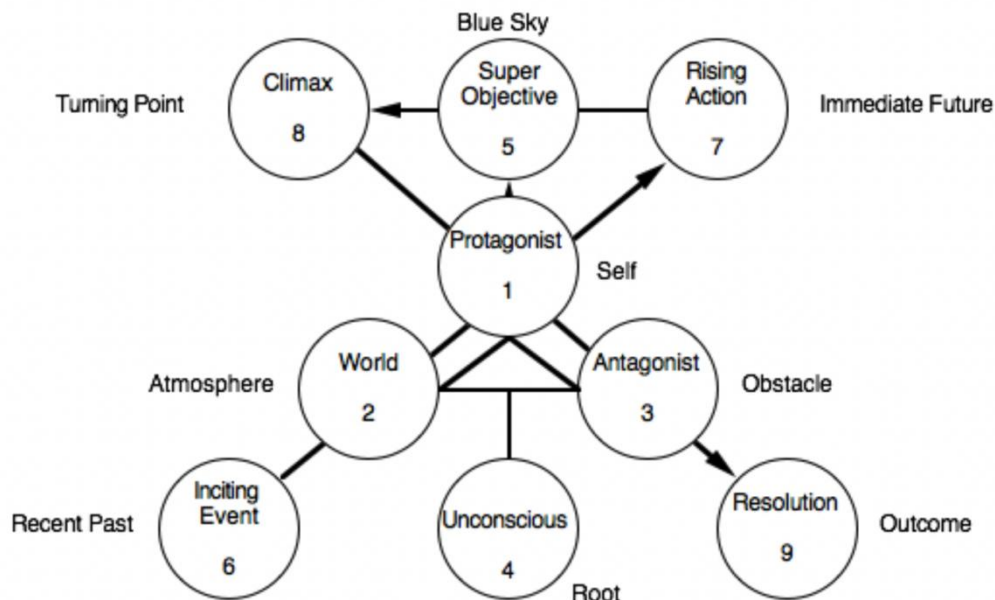 Blue Sky
Climax
Super
Objective
Rising
Action
Turning Point
8
5
7
Immediate Future
Protagonist
1
Self
World
Antagonist
Atmosphere
2
3
Obstacle
Inciting
Event
Unconscious
Resolution
Recent Past
6
4
9
Outcome
Root